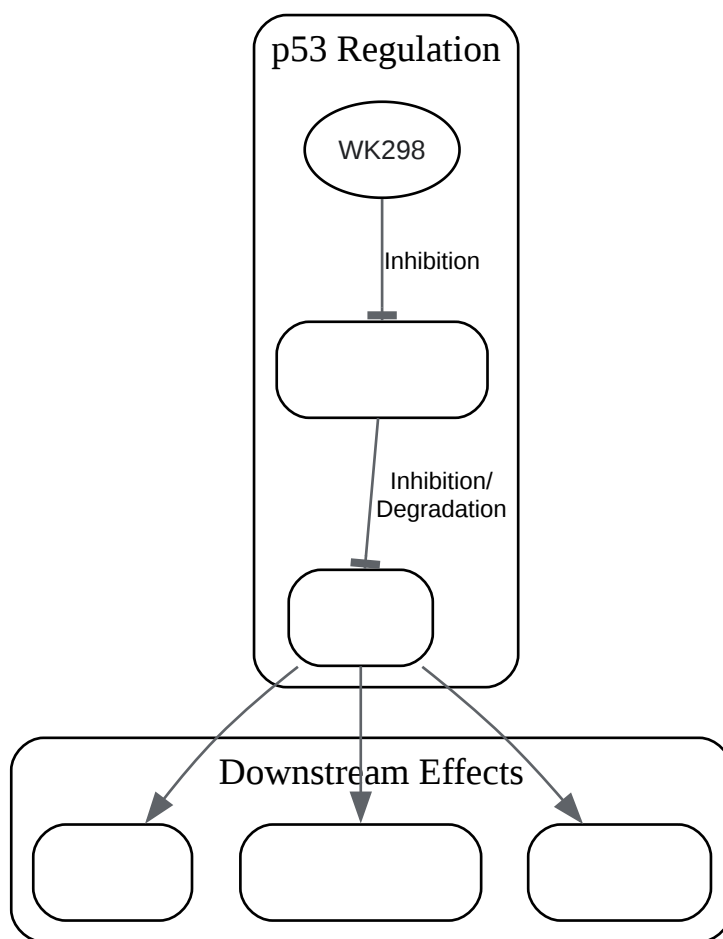 p53 Regulation
WK298
Inhibition
Inhibition/
Degradation
Downstream Effects